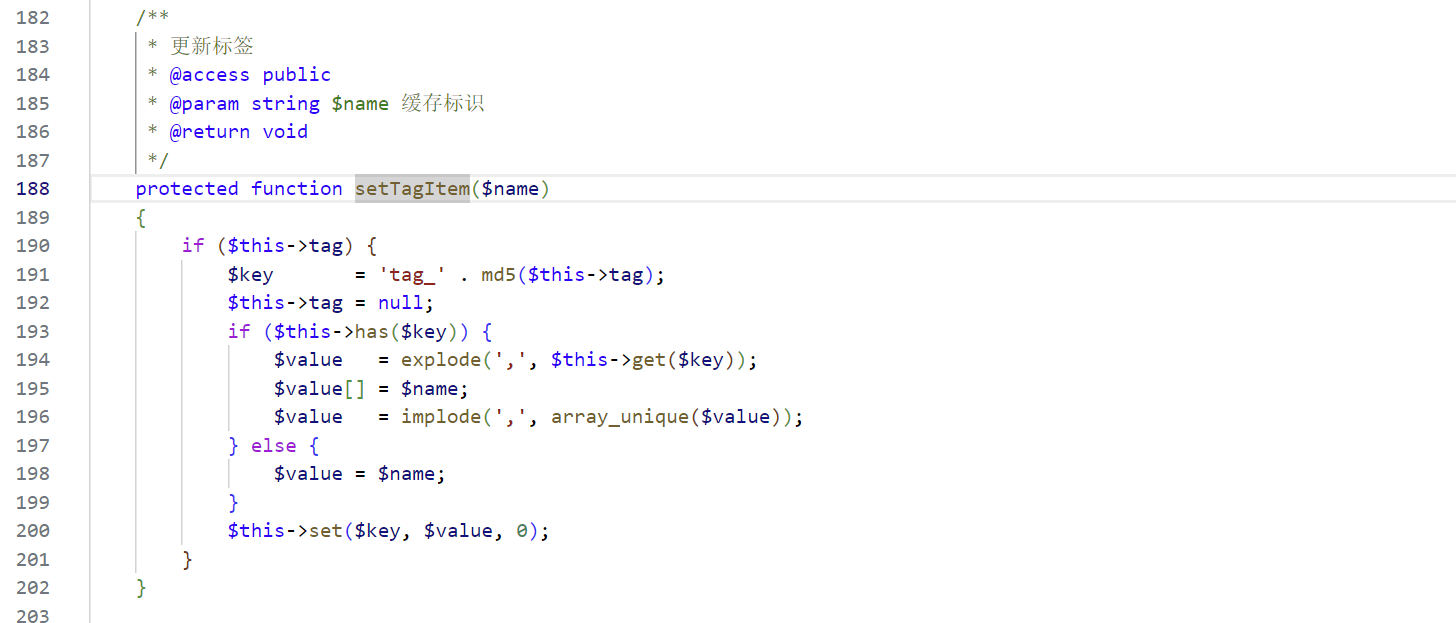 182 /**
183 * 更新标签
184 * @access public
185 * @param string $name 缓存标识
186 * @return void
187 */
188 protected function setTagItem($name)
189 {
190 if ($this->tag) {
191 $key = 'tag_' . md5($this->tag);
192 $this->tag = null;
193 if ($this->has($key)) {
194 $value = explode(',', $this->get($key));
195 $value[] = $name;
196 $value = implode(',', array_unique($value));
197 } else {
198 $value = $name;
199 }
200 $this->set($key, $value, 0);
201 }
202 }
203